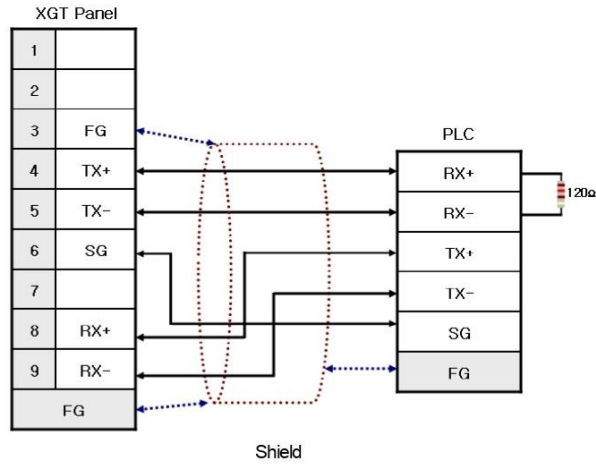 XGT Panel
1
2
3 FG
4 TX+
5 TX-
6 SG
7
8 RX+
9 RX-
FG
PLC
RX+
RX-
TX+
TX-
SG
FG
120Ω
Shield